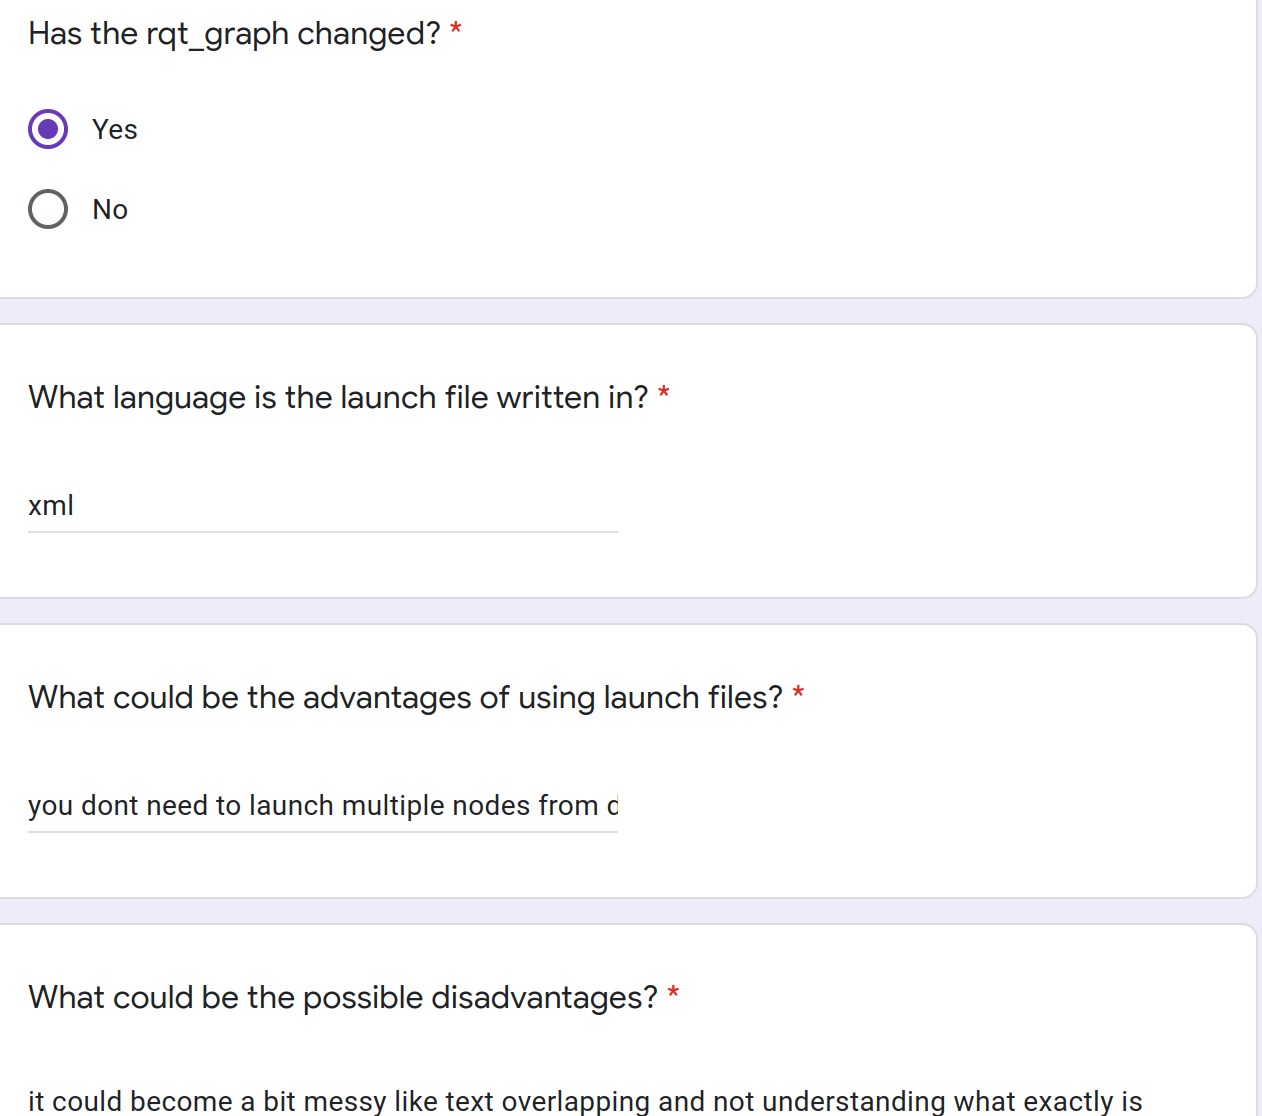 Has the rqt_graph changed? *
Yes
No
What language is the launch file written in? *
xml
What could be the advantages of using launch files? *
you dont need to launch multiple nodes from
What could be the possible disadvantages? *
it could become a bit messy like text overlapping and not understanding what exactly is